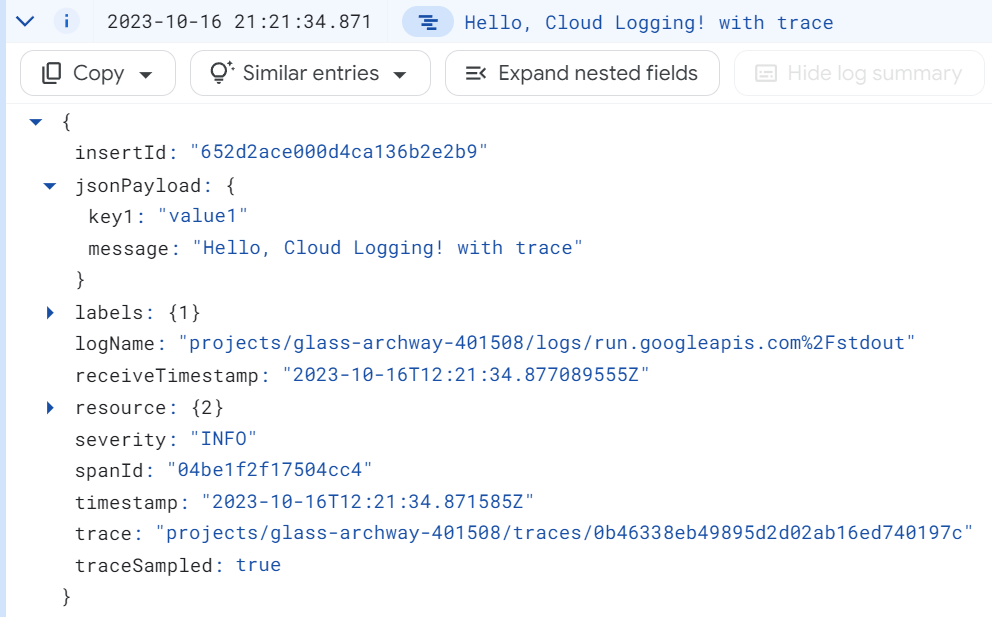 2023-10-16 21:21:34.871 Hello, Cloud Logging! with trace
Copy Similar entries Expand nested fields Hide log summary
{
insertId: "652d2ace000d4ca136b2e2b9"
jsonPayload: {
key1: "value1"
message: "Hello, Cloud Logging! with trace"
}
labels: {1}
logName: "projects/glass-archway-401508/logs/run.googleapis.com%2Fstdout"
receiveTimestamp: "2023-10-16T12:21:34.877089555Z"
resource: {2}
severity: "INFO"
spanId: "04be1f2f17504cc4"
timestamp: "2023-10-16T12:21:34.871585Z"
trace: "projects/glass-archway-401508/traces/0b46338eb49895d2d02ab16ed740197c"
traceSampled: true
}